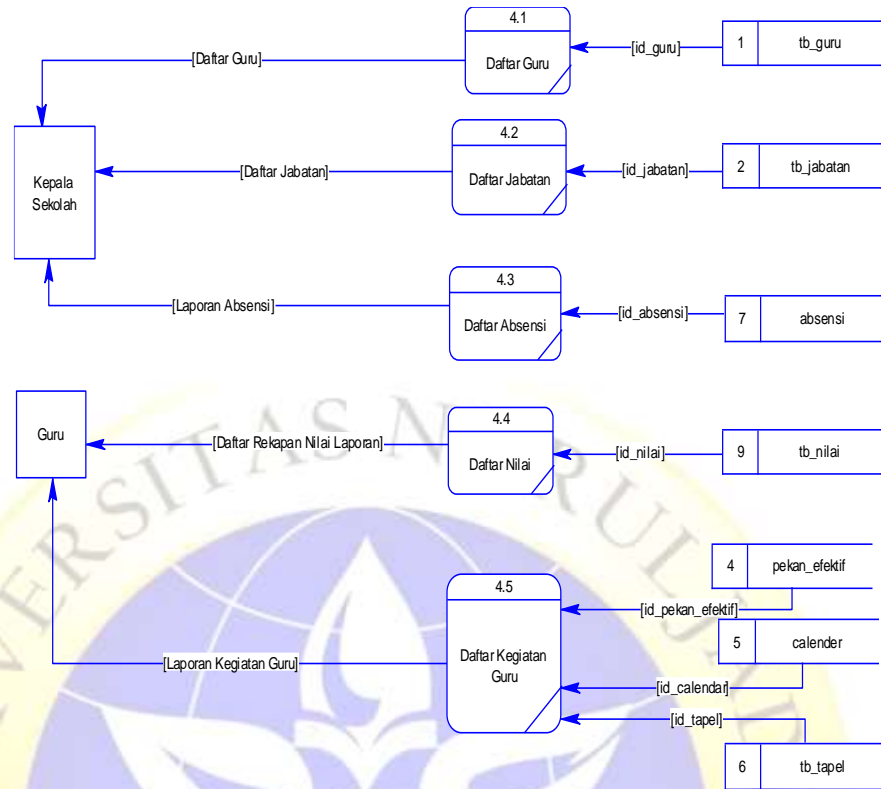 4.1
Daftar Guru
[Daftar Guru]
[id_guru]
1 tb_guru
Kepala
Sekolah
4.2
Daftar Jabatan
[Daftar Jabatan]
[id_jabatan]
2 tb_jabatan
4.3
Daftar Absensi
[Laporan Absensi]
[id_absensi]
7 absensi
Guru
4.4
Daftar Nilai
[Daftar Rekapan Nilai Laporan]
[id_nilai]
9 tb_nilai
4.5
Daftar Kegiatan
Guru
[Laporan Kegiatan Guru]
4 pekan_efektif
[id_pekan_efektif]
5 calender
[id_calendar]
[id_tapel]
6 tb_tapel